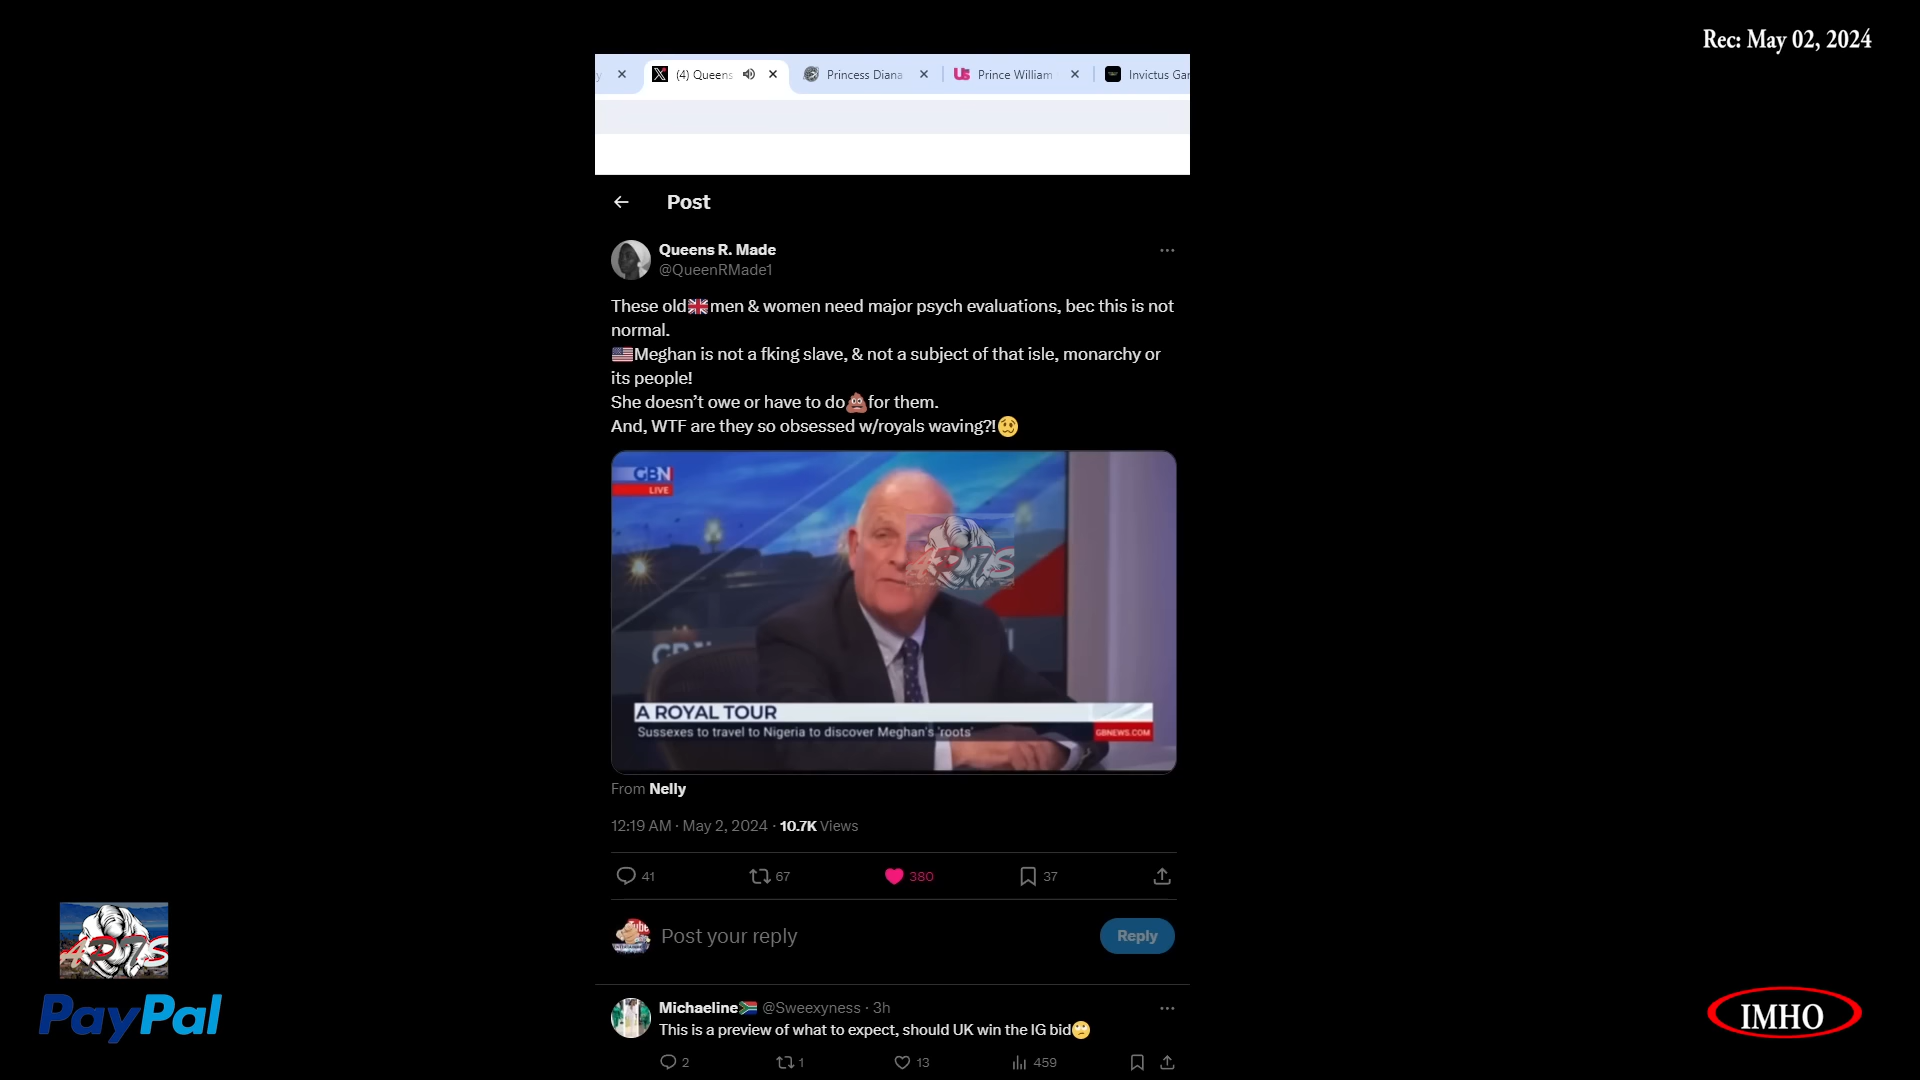 Rec: May 02, 2024
(4) Queens
Princess Diana
Prince William
Invictus Gar
Post
Queens R. Made
@QueenRMade1
These old🇬🇧men & women need major psych evaluations, bec this is not
normal.
🇺🇸Meghan is not a fking slave, & not a subject of that isle, monarchy or
its people!
She doesn't owe or have to do💩for them.
And, WTF are they so obsessed w/royals waving?!🥴
GBN
LIVE
A ROYAL TOUR
Sussexes to travel to Nigeria to discover Meghan's 'roots'
GBNEWS.COM
From Nelly
12:19 AM · May 2, 2024 · 10.7K Views
41 67 380 37
Post your reply
Reply
PayPal
Michaeline🇿🇦 @Sweexyness · 3h
This is a preview of what to expect, should UK win the IG bid🙄
2 1 13 459
IMHO